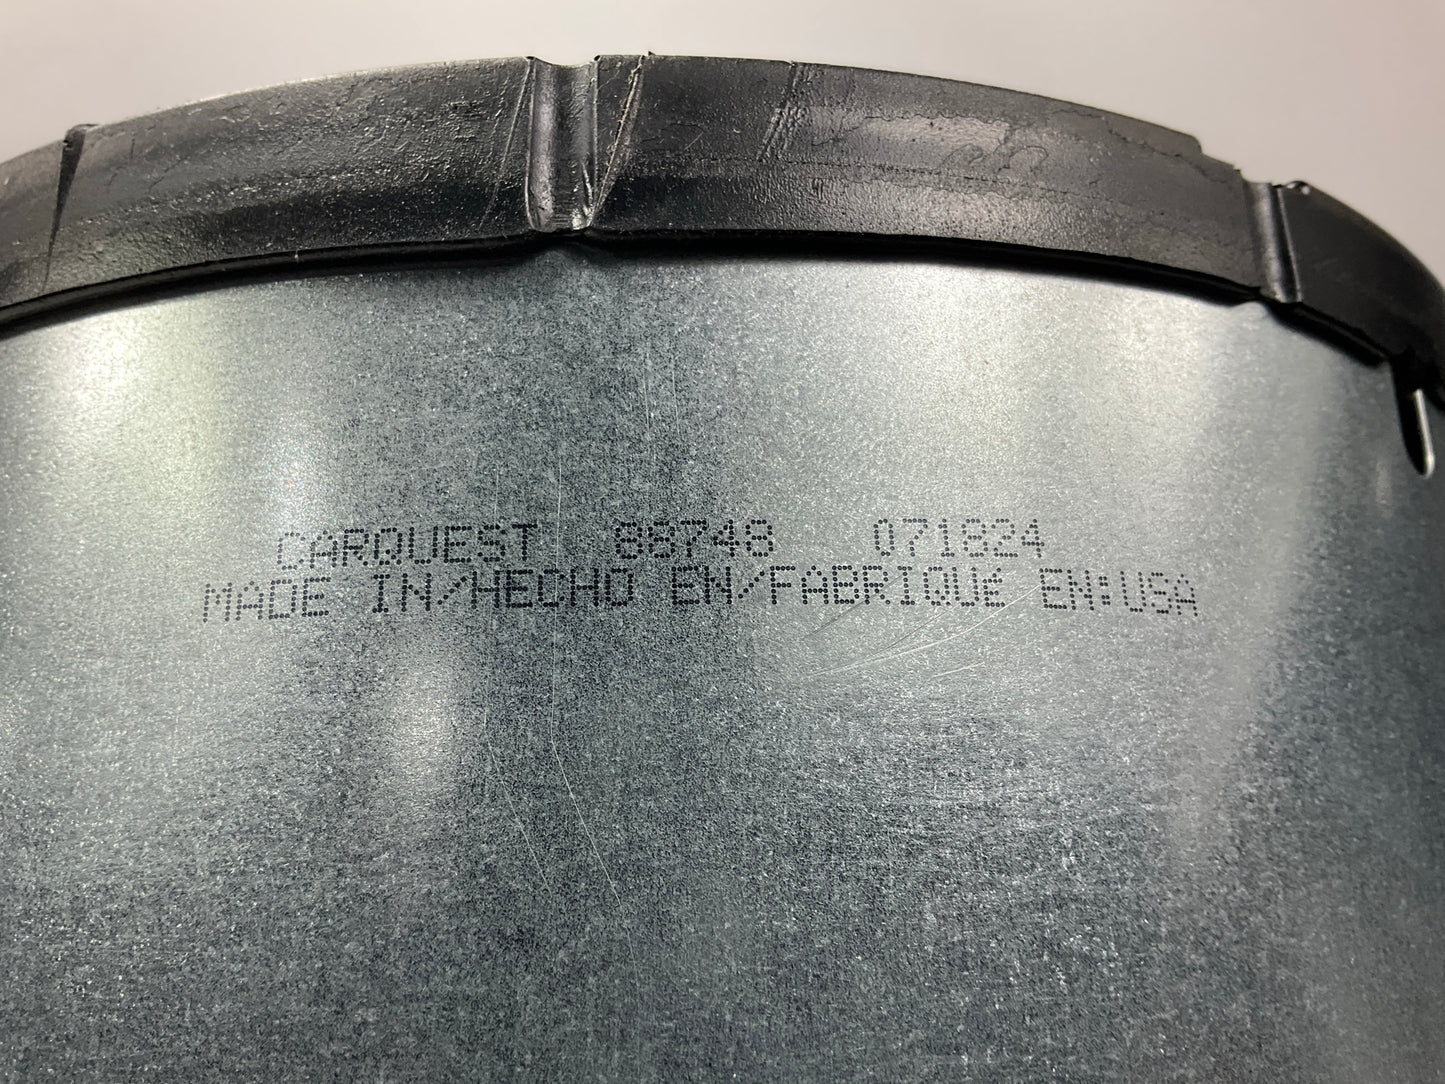 CARQUEST 88748 071824
MADE IN/HECHO EN/FABRIQUé EN:USA